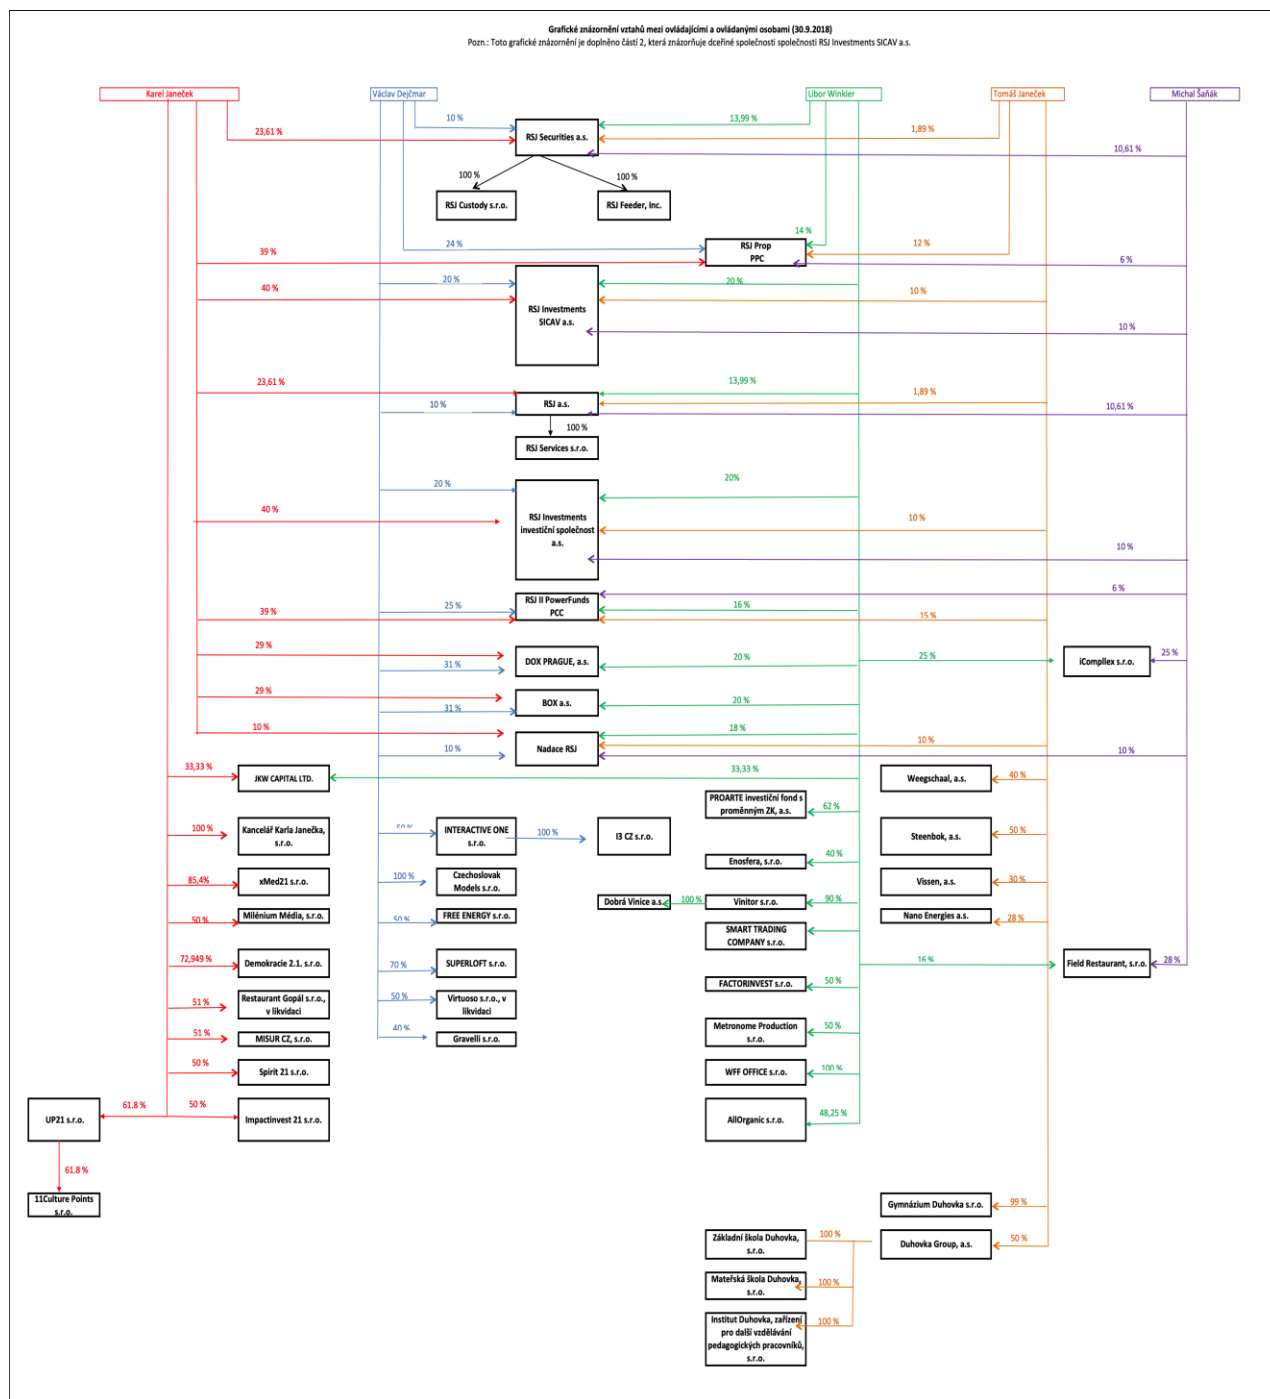 Grafické znázornění vztahů mezi ovládajícími a ovládanými osobami (30.9.2018)
Pozn.: Toto grafické znázornění je doplněno částí 2, která znázorňuje dceřiné společnosti společnosti RSJ Investments SICAV a.s.
Karel Janeček
Václav Dejčmar
Libor Winkler
Tomáš Janeček
Michal Šaňák
10 %
13,99 %
23,61 %
1,89 %
RSJ Securities a.s.
10,61 %
100 %
100 %
RSJ Custody s.r.o.
RSJ Feeder, Inc.
14 %
24 %
12 %
39 %
RSJ Prop
PPC
6 %
20 %
20 %
40 %
10 %
RSJ Investments
SICAV a.s.
10 %
23,61 %
13,99 %
1,89 %
10 %
RSJ a.s.
10,61 %
100 %
RSJ Services s.r.o.
20 %
20%
40 %
10 %
RSJ Investments
investiční společnost
a.s.
10 %
6 %
25 %
RSJ II PowerFunds
PCC
16 %
39 %
15 %
29 %
31 %
DOX PRAGUE, a.s.
20 %
25 %
iCompllex s.r.o.
25 %
29 %
31 %
BOX a.s.
20 %
10 %
18 %
10 %
10 %
Nadace RSJ
10 %
33,33 %
JKW CAPITAL LTD.
33,33 %
Weegschaal, a.s.
40 %
PROARTE investiční fond s
proměnným ZK, a.s.
62 %
100 %
Kancelář Karla Janečka,
s.r.o.
50 %
INTERACTIVE ONE
s.r.o.
100 %
I3 CZ s.r.o.
Steenbok, a.s.
50 %
Enosfera, s.r.o.
40 %
85,4%
xMed21 s.r.o.
100 %
Czechoslovak
Models s.r.o.
Vissen, a.s.
30 %
Dobrá Vinice a.s.
100 %
Vinitor s.r.o.
90 %
50 %
Milénium Média, s.r.o.
50 %
FREE ENERGY s.r.o.
Nano Energies a.s.
28 %
SMART TRADING
COMPANY s.r.o.
72,949 %
Demokracie 2.1. s.r.o.
70 %
SUPERLOFT s.r.o.
16 %
Field Restaurant, s.r.o.
28 %
FACTORINVEST s.r.o.
50 %
51 %
Restaurant Gopál s.r.o.,
v likvidaci
50 %
Virtuoso s.r.o., v
likvidaci
51 %
MISUR CZ, s.r.o.
40 %
Gravelli s.r.o.
Metronome Production
s.r.o.
50 %
50 %
Spirit 21 s.r.o.
WFF OFFICE s.r.o.
100 %
UP21 s.r.o.
61,8 %
50 %
Impactinvest 21 s.r.o.
AllOrganic s.r.o.
48,25 %
61.8 %
11Culture Points
s.r.o.
Gymnázium Duhovka s.r.o.
99 %
Základní škola Duhovka,
s.r.o.
100 %
Duhovka Group, a.s.
50 %
Mateřská škola Duhovka,
s.r.o.
100 %
Institut Duhovka, zařízení
pro další vzdělávání
pedagogických pracovníků,
s.r.o.
100 %